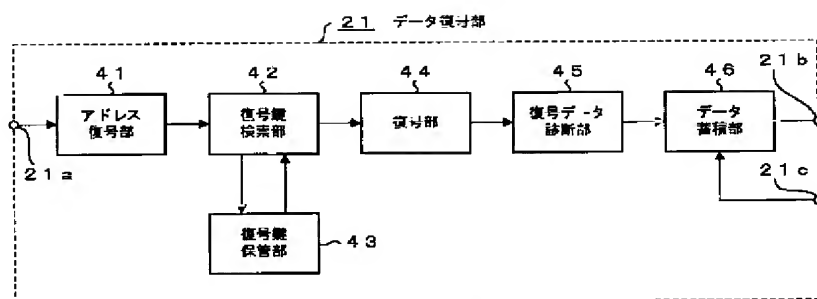 21 データ復号部
41
42
44
45
46
21b
アドレス
復号部
復号鍵
検索部
復号部
復号データ
診断部
データ
蓄積部
21a
21c
復号鍵
保管部
43